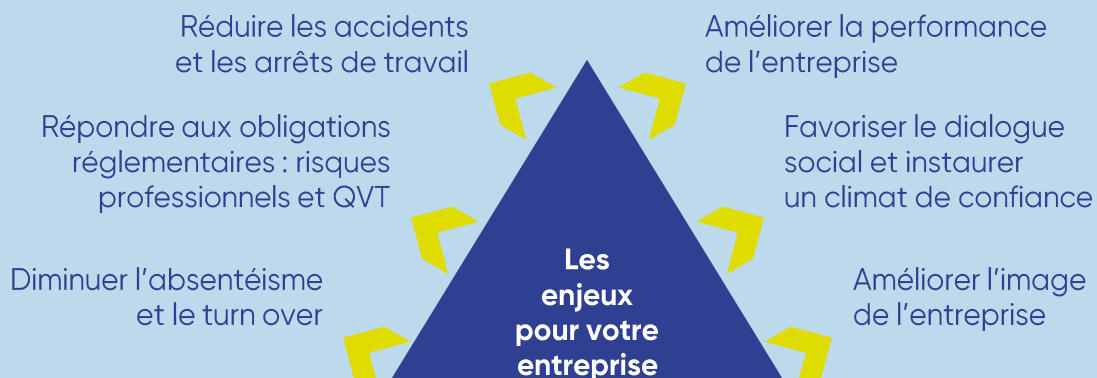 Réduire les accidents
et les arrêts de travail
Améliorer la performance
de l'entreprise
Répondre aux obligations
réglementaires : risques
professionnels et QVT
Favoriser le dialogue
social et instaurer
un climat de confiance
Diminuer l'absentéisme
et le turn over
Améliorer l'image
de l'entreprise
Les
enjeux
pour votre
entreprise